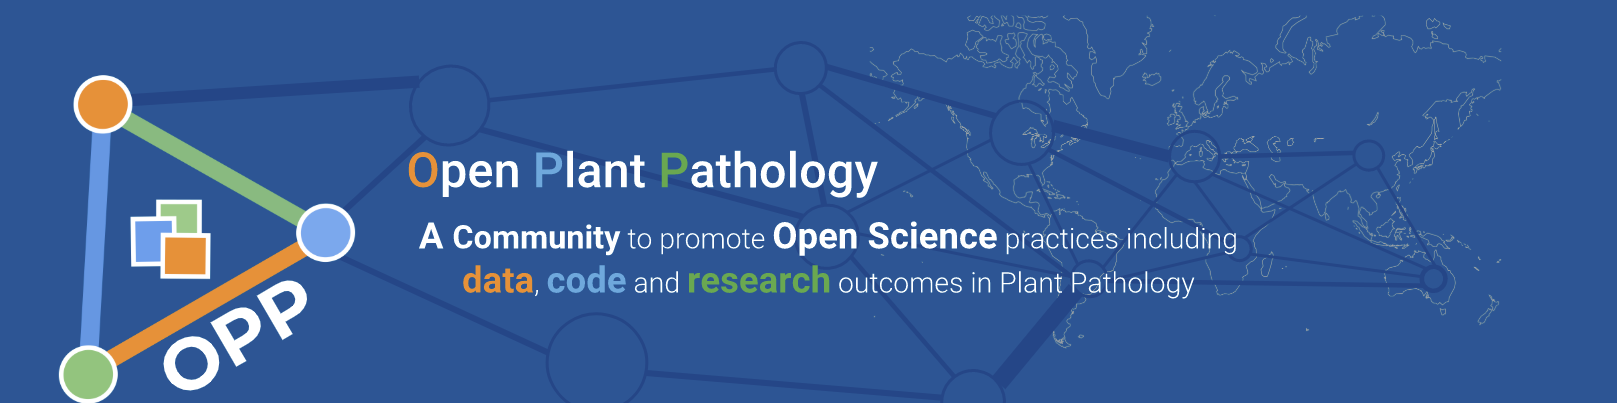 Open Plant Pathology
A Community to promote Open Science practices including
data, code and research outcomes in Plant Pathology
OPP